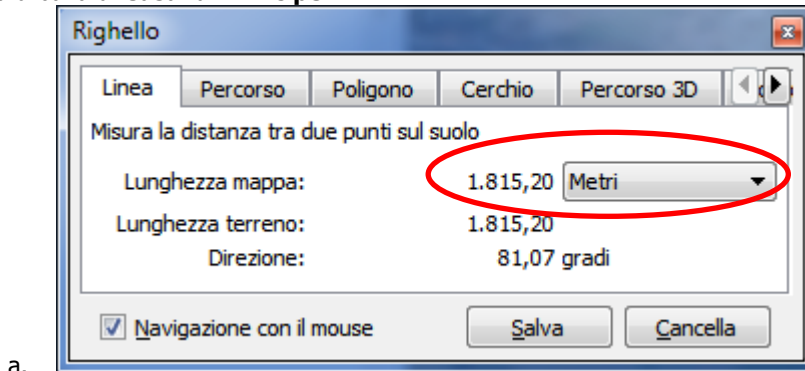 Righello
Linea Percorso Poligono Cerchio Percorso 3D
Misura la distanza tra due punti sul suolo
Lunghezza mappa: 1.815,20 Metri
Lunghezza terreno: 1.815,20
Direzione: 81,07 gradi
Navigazione con il mouse Salva Cancella
a.